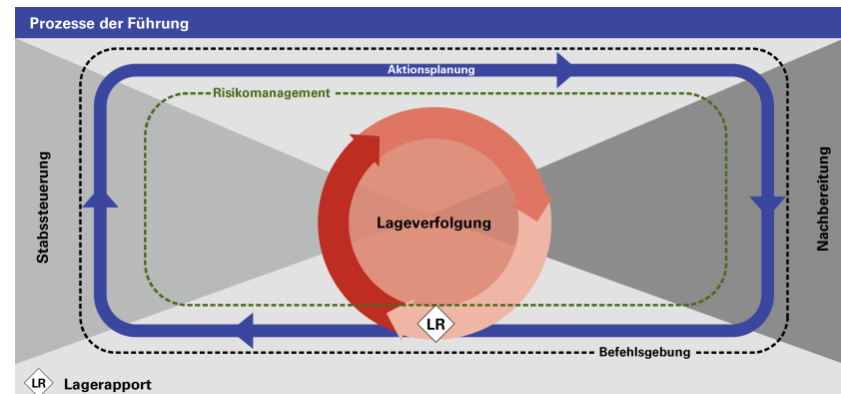 Prozesse der Führung
Aktionsplanung
Risikomanagement
Stabssteuerung
Lageverfolgung
Nachbereitung
LR
Befehlsgebung
LR Lagerapport